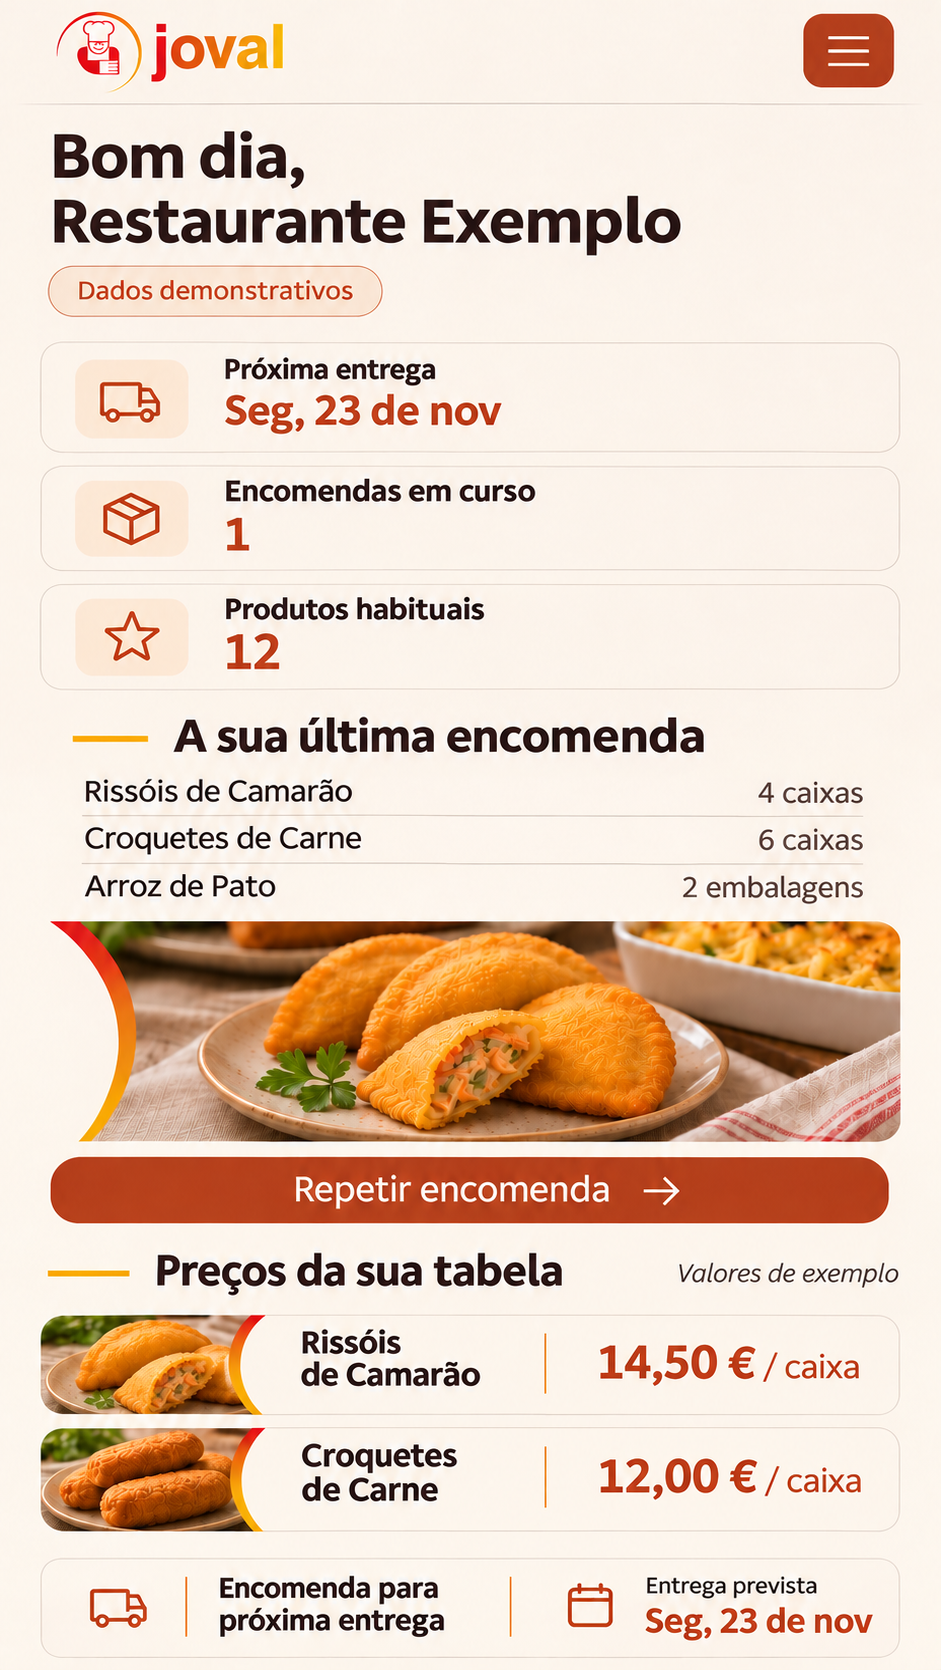 joval
Bom dia,
Restaurante Exemplo
Dados demonstrativos
Próxima entrega
Seg, 23 de nov
Encomendas em curso
1
Produtos habituais
12
A sua última encomenda
Rissóis de Camarão 4 caixas
Croquetes de Carne 6 caixas
Arroz de Pato 2 embalagens
Repetir encomenda →
Preços da sua tabela Valores de exemplo
Rissóis
de Camarão
14,50 € / caixa
Croquetes
de Carne
12,00 € / caixa
Encomenda para
próxima entrega
Entrega prevista
Seg, 23 de nov